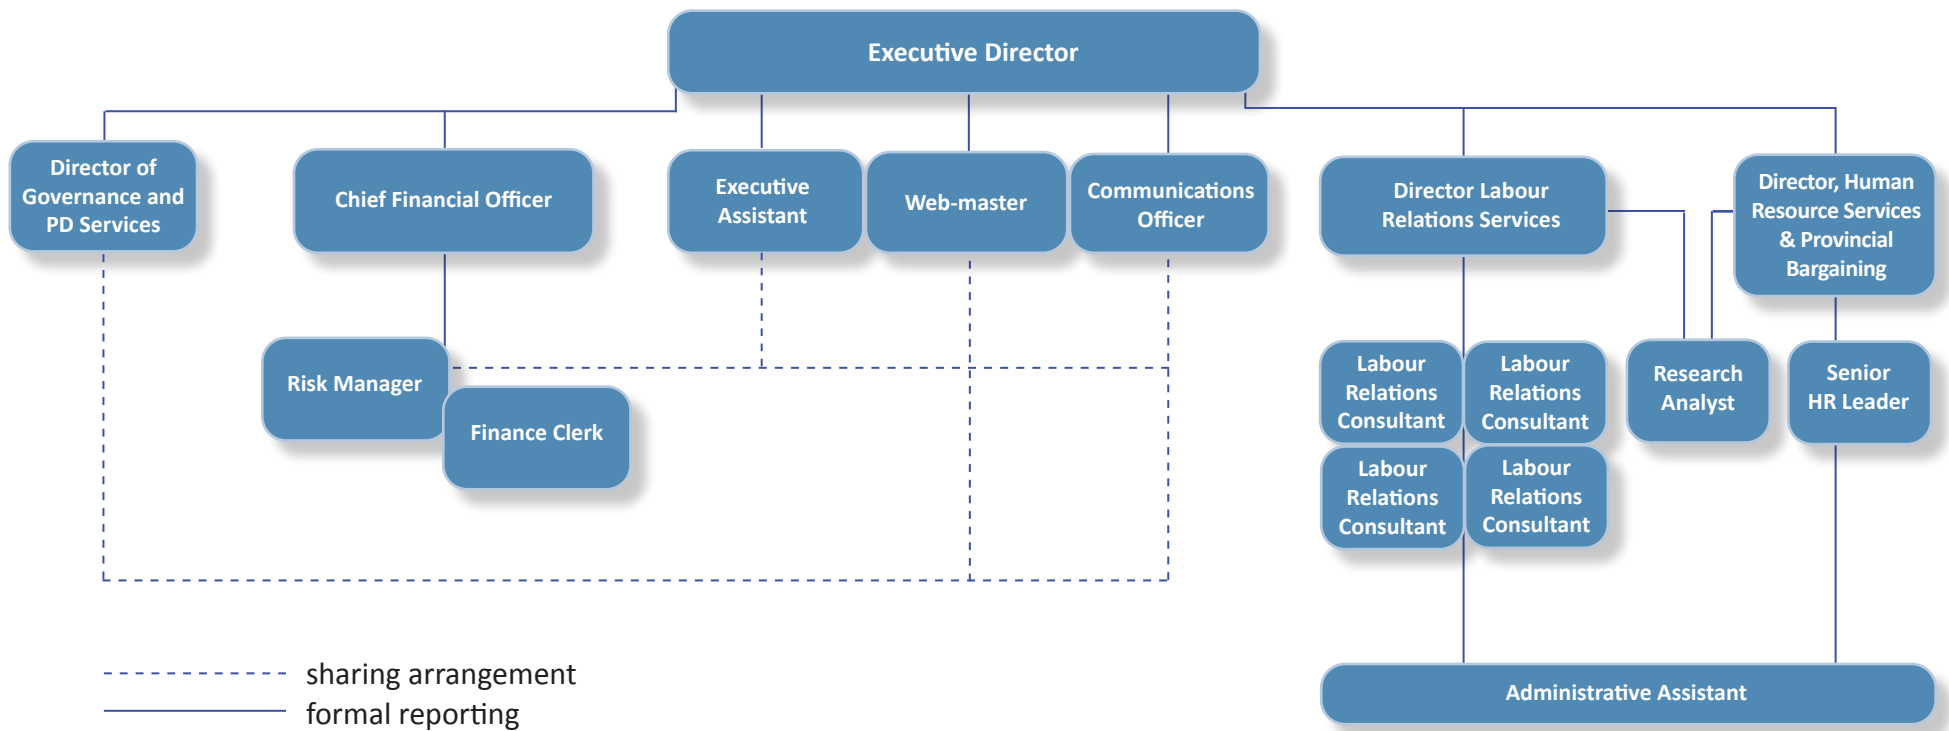 Executive Director
Director of
Governance and
PD Services
Chief Financial Officer
Executive
Assistant
Web-master
Communications
Officer
Director Labour
Relations Services
Director, Human
Resource Services
& Provincial
Bargaining
Risk Manager
Finance Clerk
Labour
Relations
Consultant
Labour
Relations
Consultant
Research
Analyst
Senior
HR Leader
Labour
Relations
Consultant
Labour
Relations
Consultant
Administrative Assistant
sharing arrangement
formal reporting